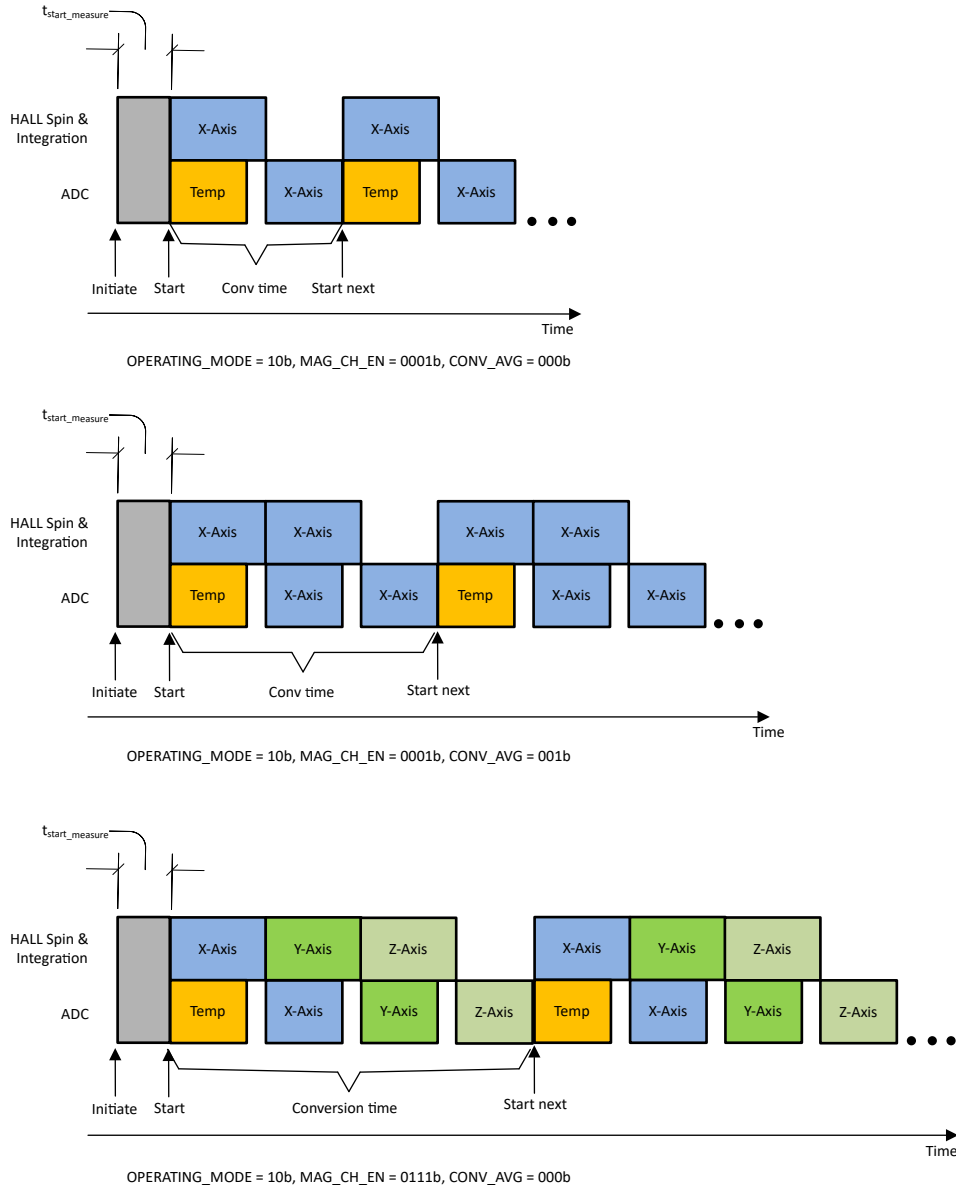 tstart_measure
HALL Spin &
Integration
X-Axis
X-Axis
ADC
Temp
X-Axis
Temp
X-Axis
Initiate
Start
Conv time
Start next
Time
OPERATING_MODE = 10b, MAG_CH_EN = 0001b, CONV_AVG = 000b
tstart_measure
HALL Spin &
Integration
X-Axis
X-Axis
X-Axis
X-Axis
ADC
Temp
X-Axis
X-Axis
Temp
X-Axis
X-Axis
Initiate
Start
Conv time
Start next
Time
OPERATING_MODE = 10b, MAG_CH_EN = 0001b, CONV_AVG = 001b
tstart_measure
HALL Spin &
Integration
X-Axis
Y-Axis
Z-Axis
X-Axis
Y-Axis
Z-Axis
ADC
Temp
X-Axis
Y-Axis
Z-Axis
Temp
X-Axis
Y-Axis
Z-Axis
Initiate
Start
Conversion time
Start next
Time
OPERATING_MODE = 10b, MAG_CH_EN = 0111b, CONV_AVG = 000b